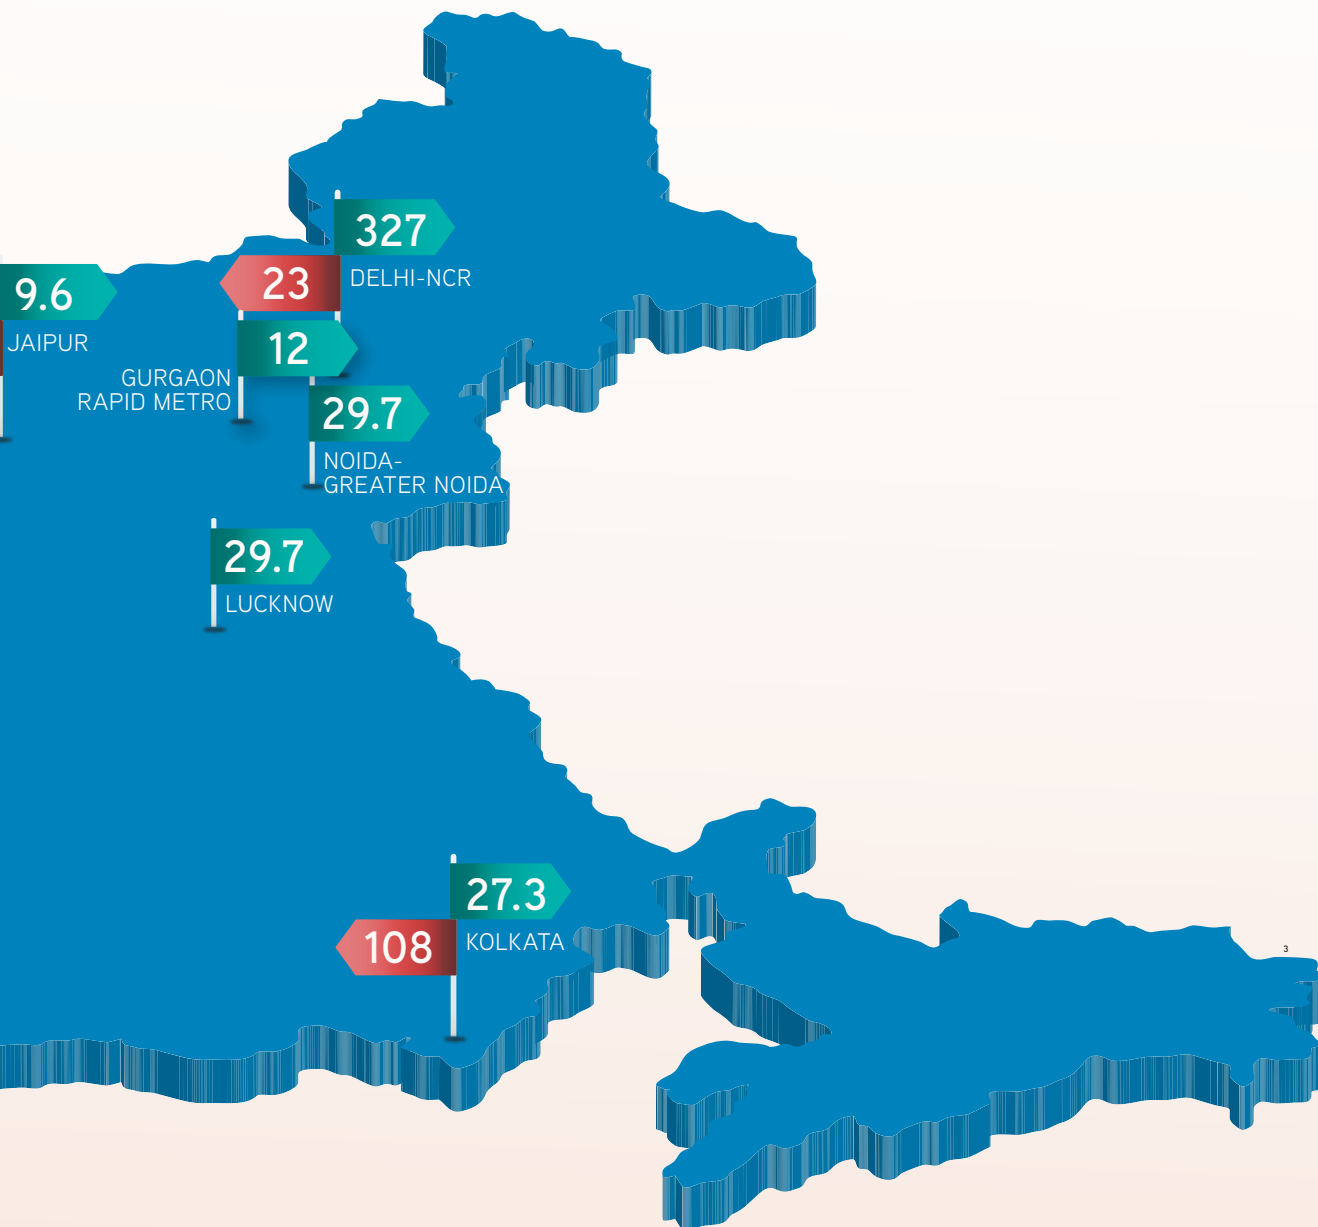 327
DELHI-NCR
23
9.6
JAIPUR
12
GURGAON
RAPID METRO
29.7
NOIDA-
GREATER NOIDA
29.7
LUCKNOW
27.3
KOLKATA
108
3